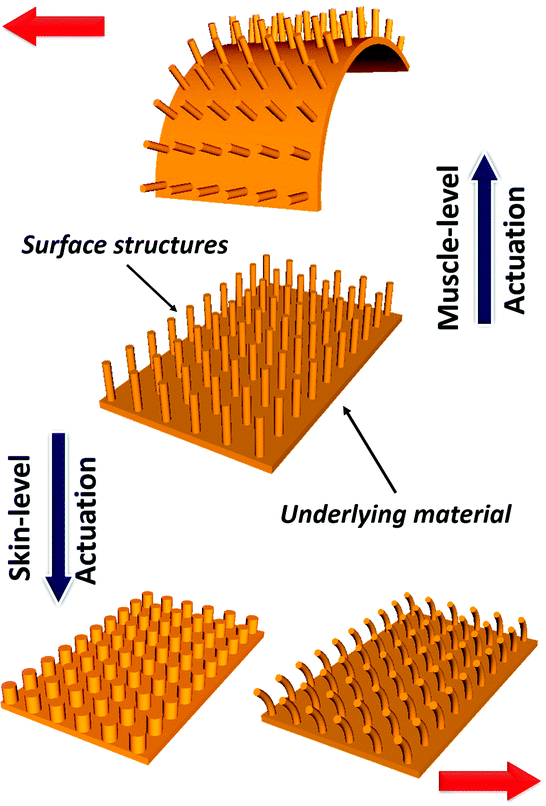 Muscle-level
Actuation
Surface structures
Underlying material
Skin-level
Actuation